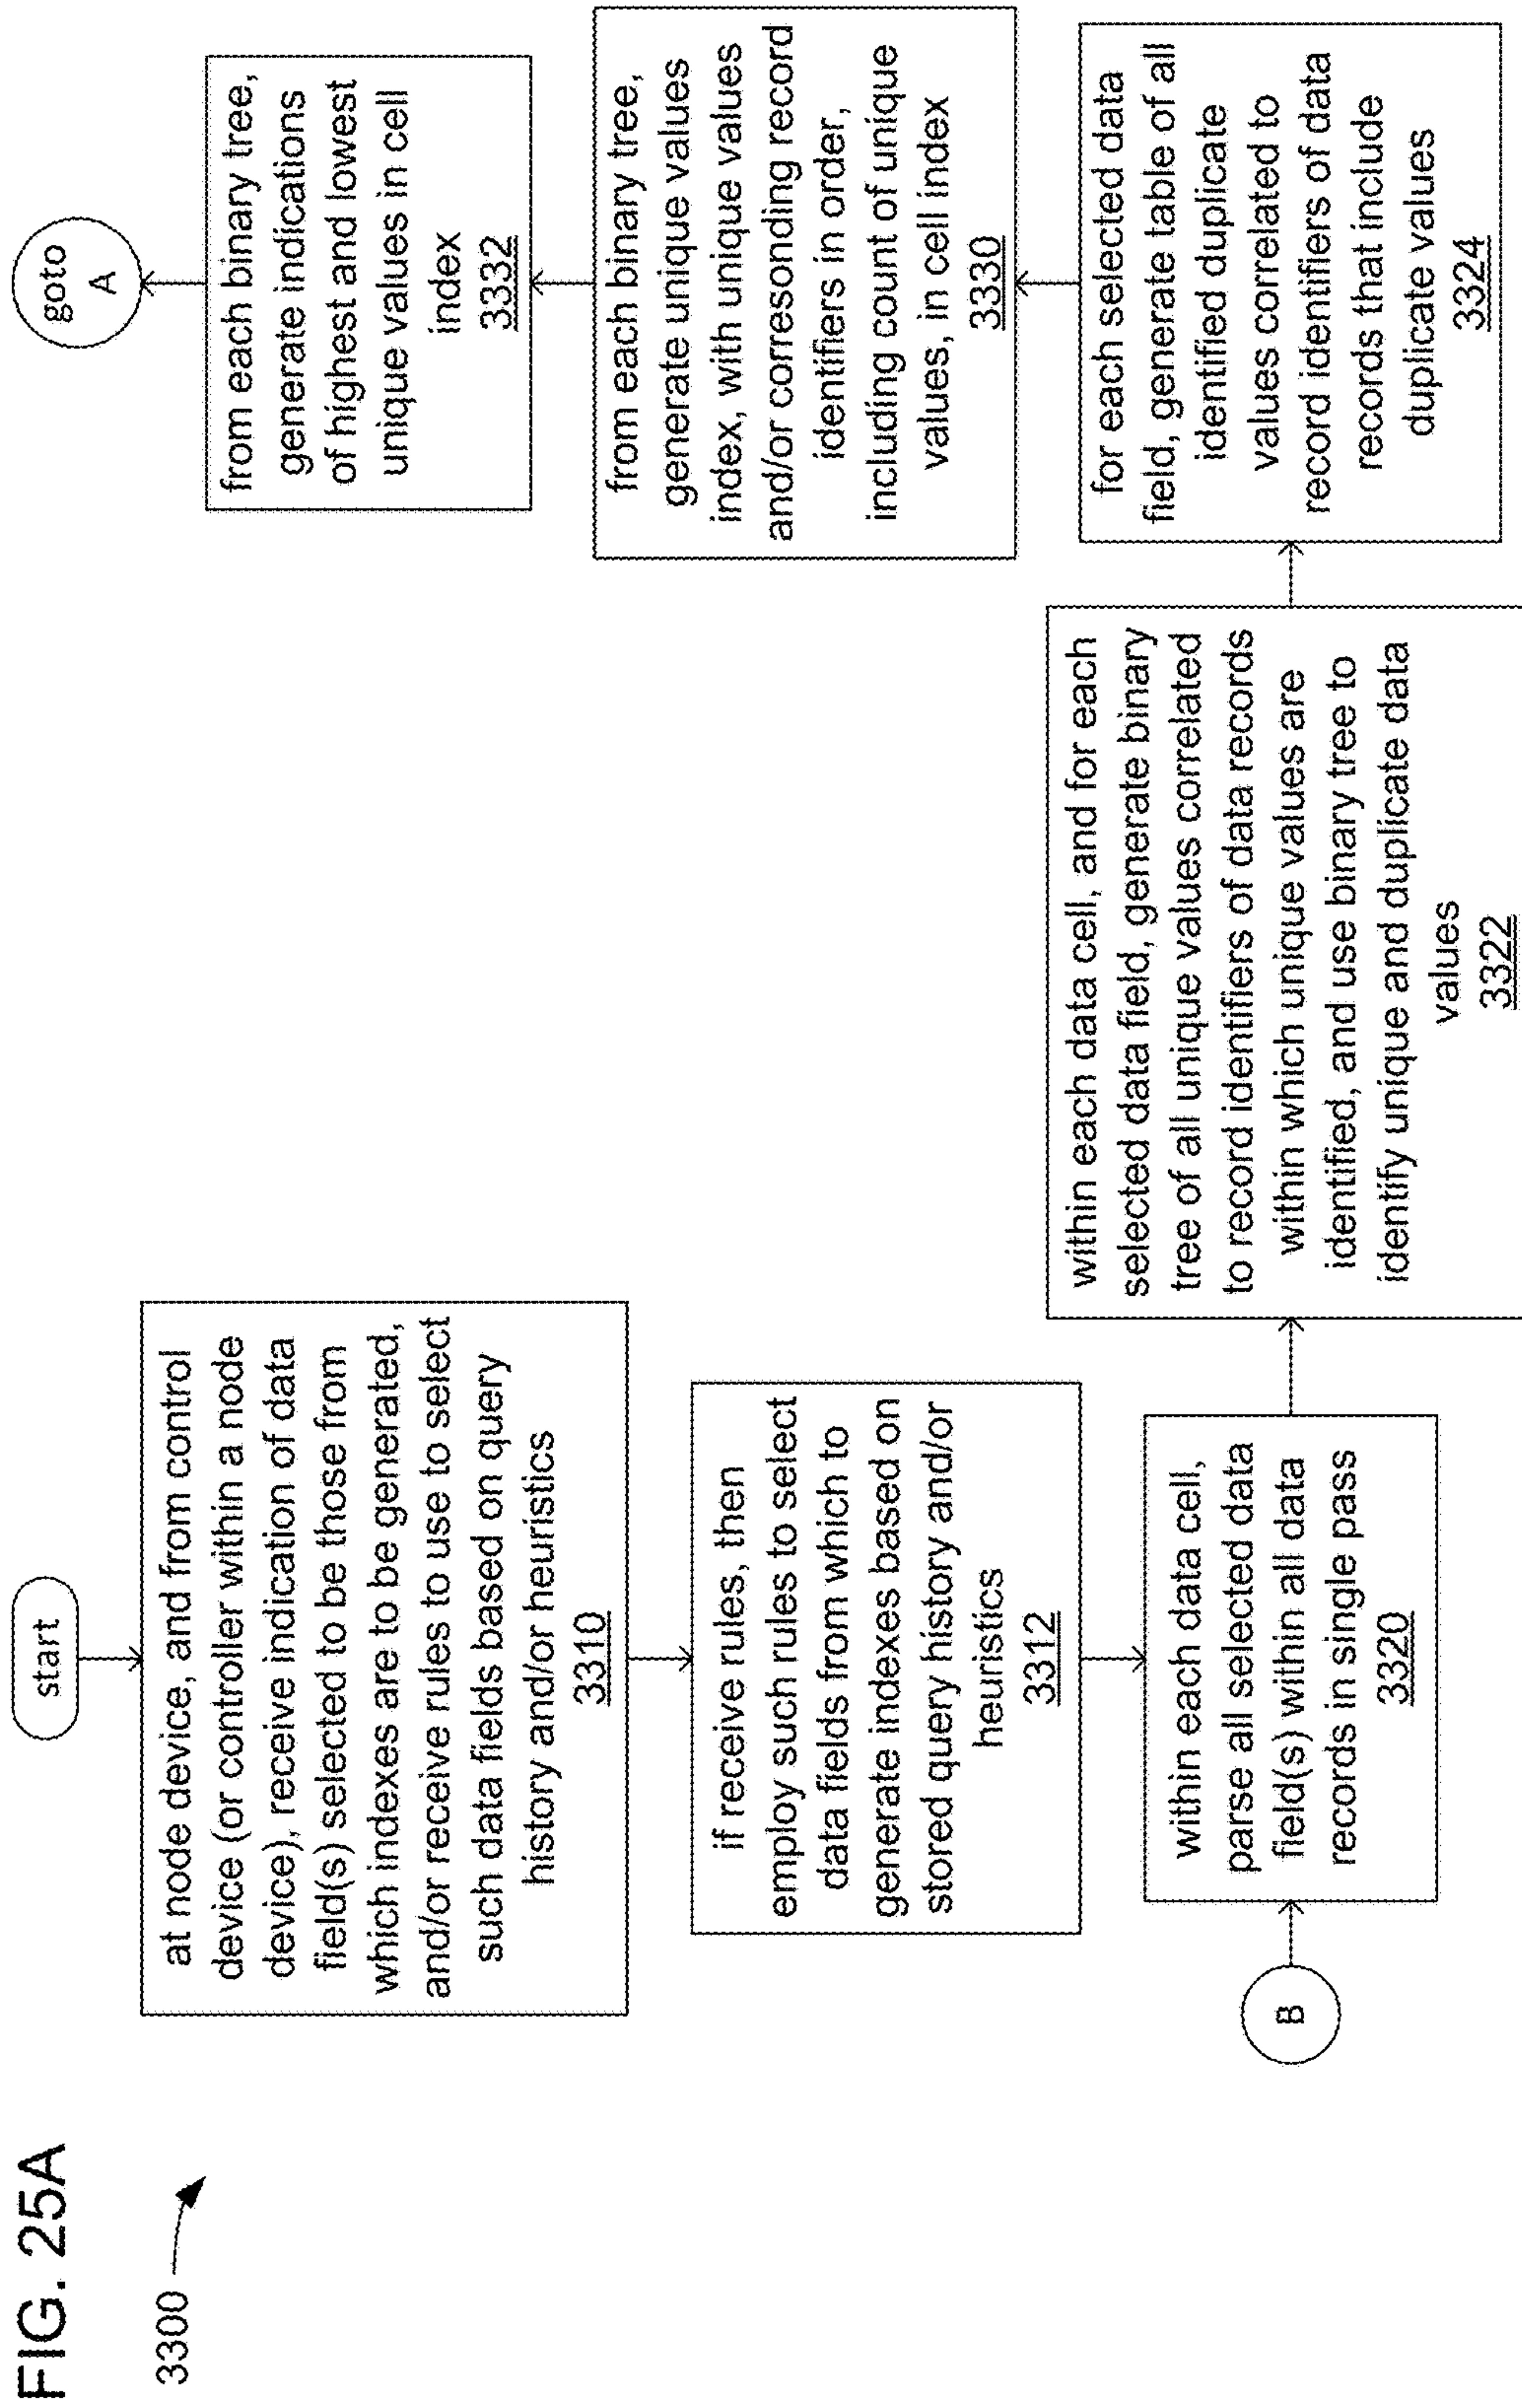 FIG. 25A
3300
start
at node device, and from control
device (or controller within a node
device), receive indication of data
field(s) selected to be those from
which indexes are to be generated,
and/or receive rules to use to select
such data fields based on query
history and/or heuristics
3310
if receive rules, then
employ such rules to select
data fields from which to
generate indexes based on
stored query history and/or
heuristics
3312
B
within each data cell,
parse all selected data
field(s) within all data
records in single pass
3320
within each data cell, and for each
selected data field, generate binary
tree of all unique values correlated
to record identifiers of data records
within which unique values are
identified, and use binary tree to
identify unique and duplicate data
values
3322
for each selected data
field, generate table of all
identified duplicate
values correlated to
record identifiers of data
records that include
duplicate values
3324
from each binary tree,
generate unique values
index, with unique values
and/or corresonding record
identifiers in order,
including count of unique
values, in cell index
3330
from each binary tree,
generate indications
of highest and lowest
unique values in cell
index
3332
goto
A